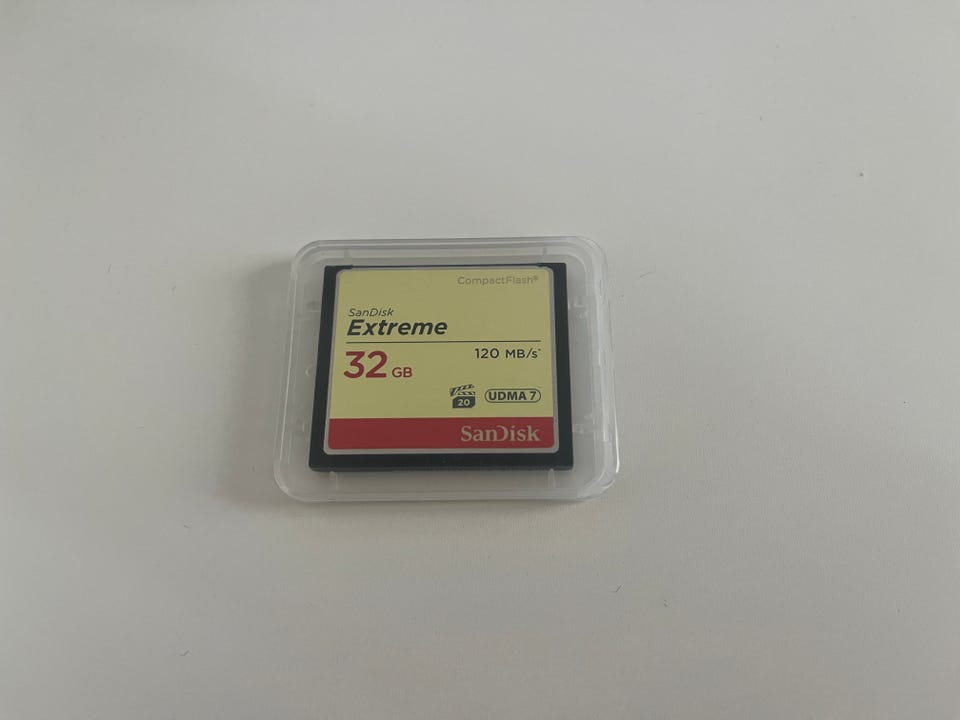 CompactFlash®
SanDisk
Extreme
32 GB
120 MB/s*
20
UDMA 7
SanDisk